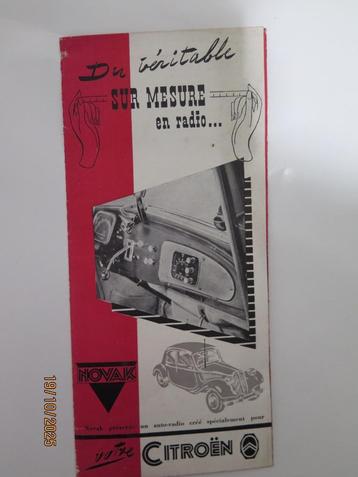 Du véritable
SUR MESURE
en radio...
NOVAK
Novak présente un auto-radio créé spécialement pour
votre CITROËN
19/10/2025